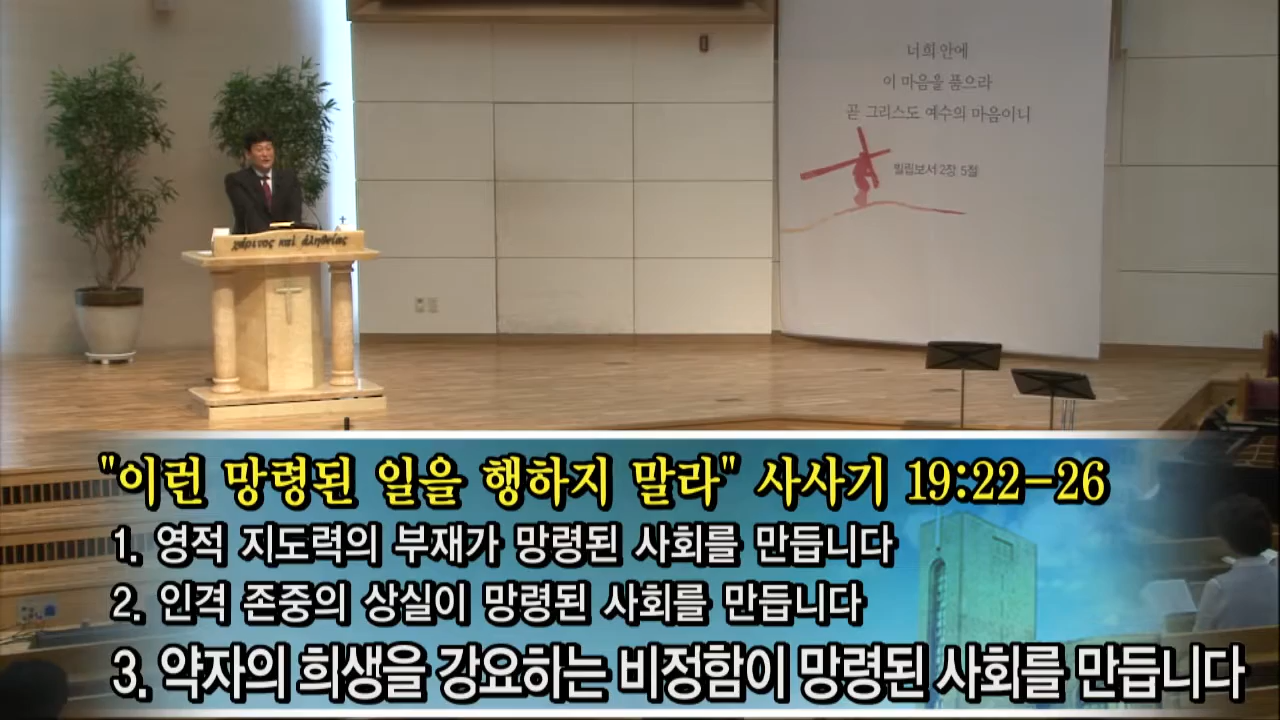 너희 안에
이 마음을 품으라
곧 그리스도 예수의 마음이니
빌립보서 2장 5절
χάριτος καὶ ἀληθείας
"이런 망령된 일을 행하지 말라" 사사기 19:22-26
1. 영적 지도력의 부재가 망령된 사회를 만듭니다
2. 인격 존중의 상실이 망령된 사회를 만듭니다
3. 약자의 희생을 강요하는 비정함이 망령된 사회를 만듭니다